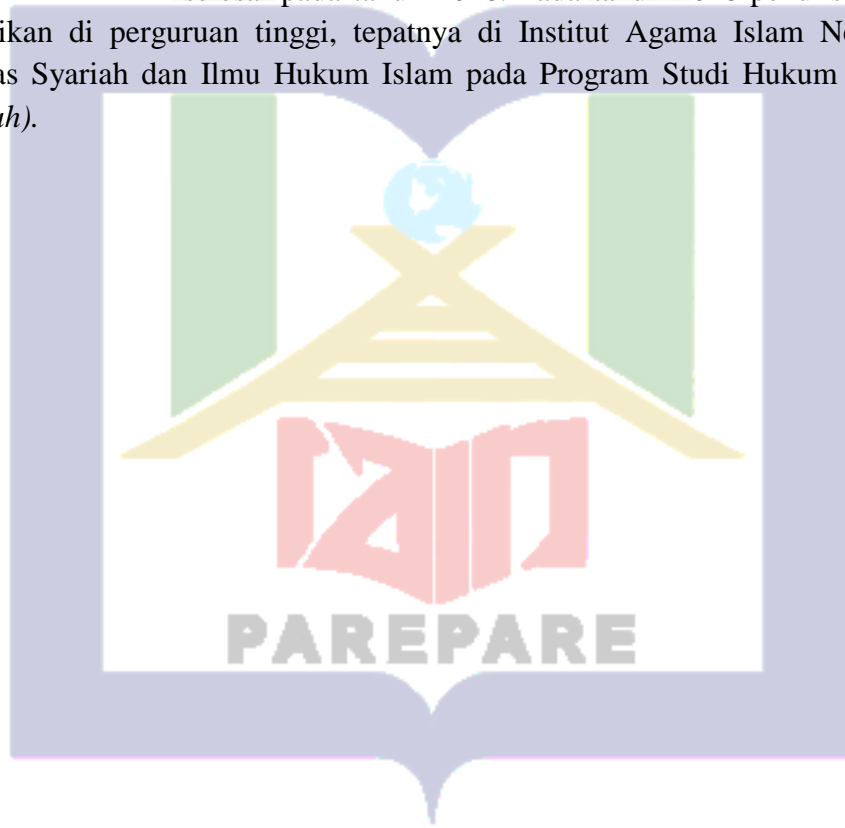 ikan di perguruan tinggi, tepatnya di Institut Agama Islam Ne
as Syariah dan Ilmu Hukum Islam pada Program Studi Hukum
ah).
iain
PAREPARE